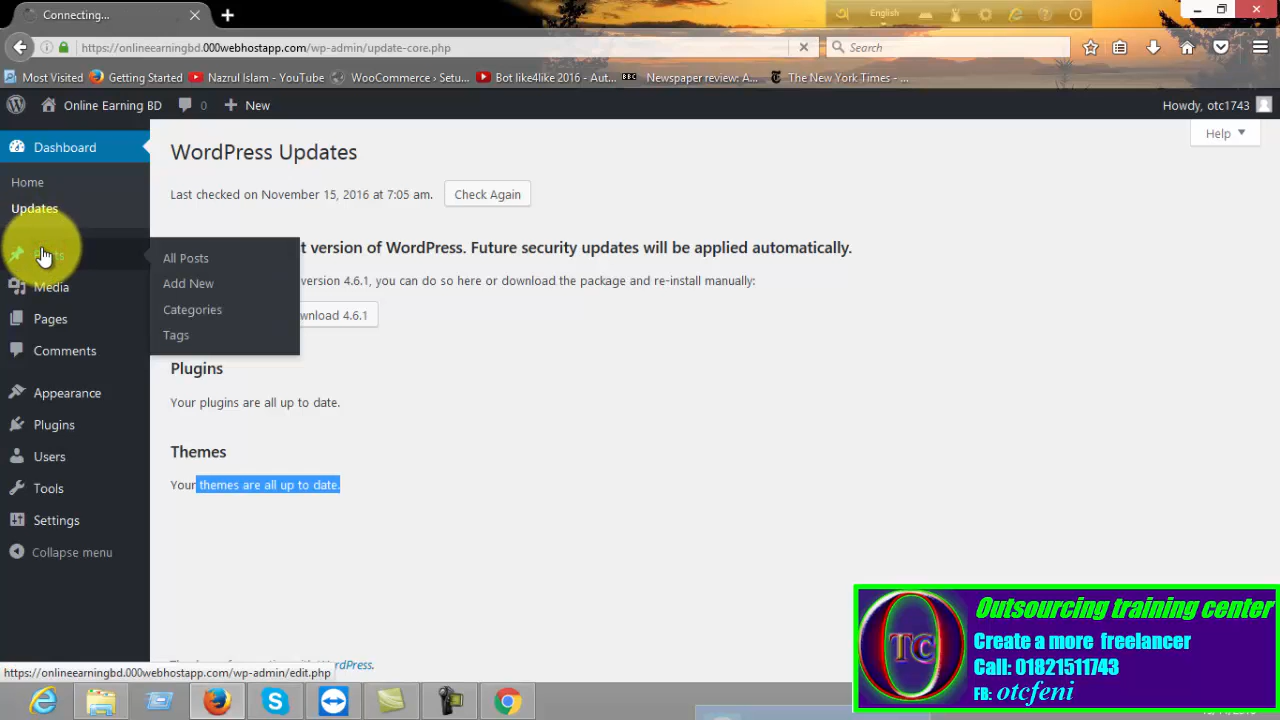 Connecting...
English
https://onlinearningbd.000webhostapp.com/wp-admin/update-core.php
Search
Most Visited
Getting Started
Nazrul Islam - YouTube
WooCommerce › Setu...
Bot like4like 2016 - Aut...
BBC
Newspaper review: A...
The New York Times - ...
Online Earning BD
0
New
Howdy, otc1743
Help
Dashboard
WordPress Updates
Home
Last checked on November 15, 2016 at 7:05 am.
Check Again
Updates
t version of WordPress. Future security updates will be applied automatically.
All Posts
Media
version 4.6.1, you can do so here or download the package and re-install manually:
Add New
Categories
wnload 4.6.1
Pages
Tags
Comments
Plugins
Appearance
Your plugins are all up to date.
Plugins
Themes
Users
Your themes are all up to date.
Tools
Settings
Collapse menu
Outsourcing training center
Create a more freelancer
OTC
Call: 01821511743
FB: otcfeni
WordPress.
https://onlineearningbd.000webhostapp.com/wp-admin/edit.php